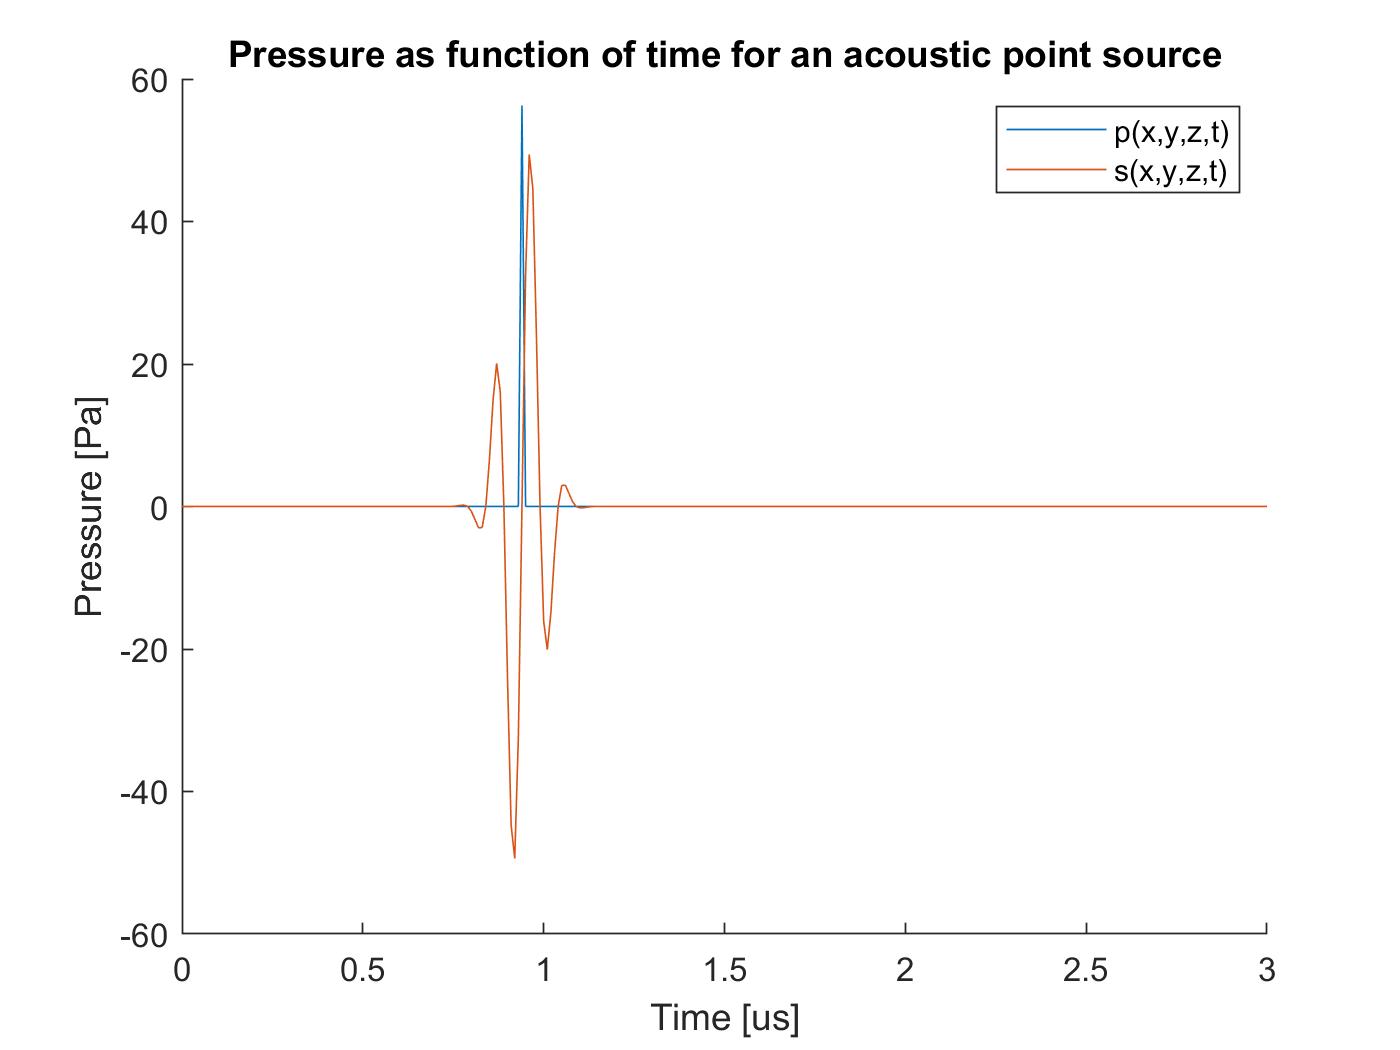 Pressure as function of time for an acoustic point source
60
40
20
0
-20
-40
-60
Pressure [Pa]
p(x,y,z,t)
s(x,y,z,t)
0 0.5 1 1.5 2 2.5 3
Time [us]